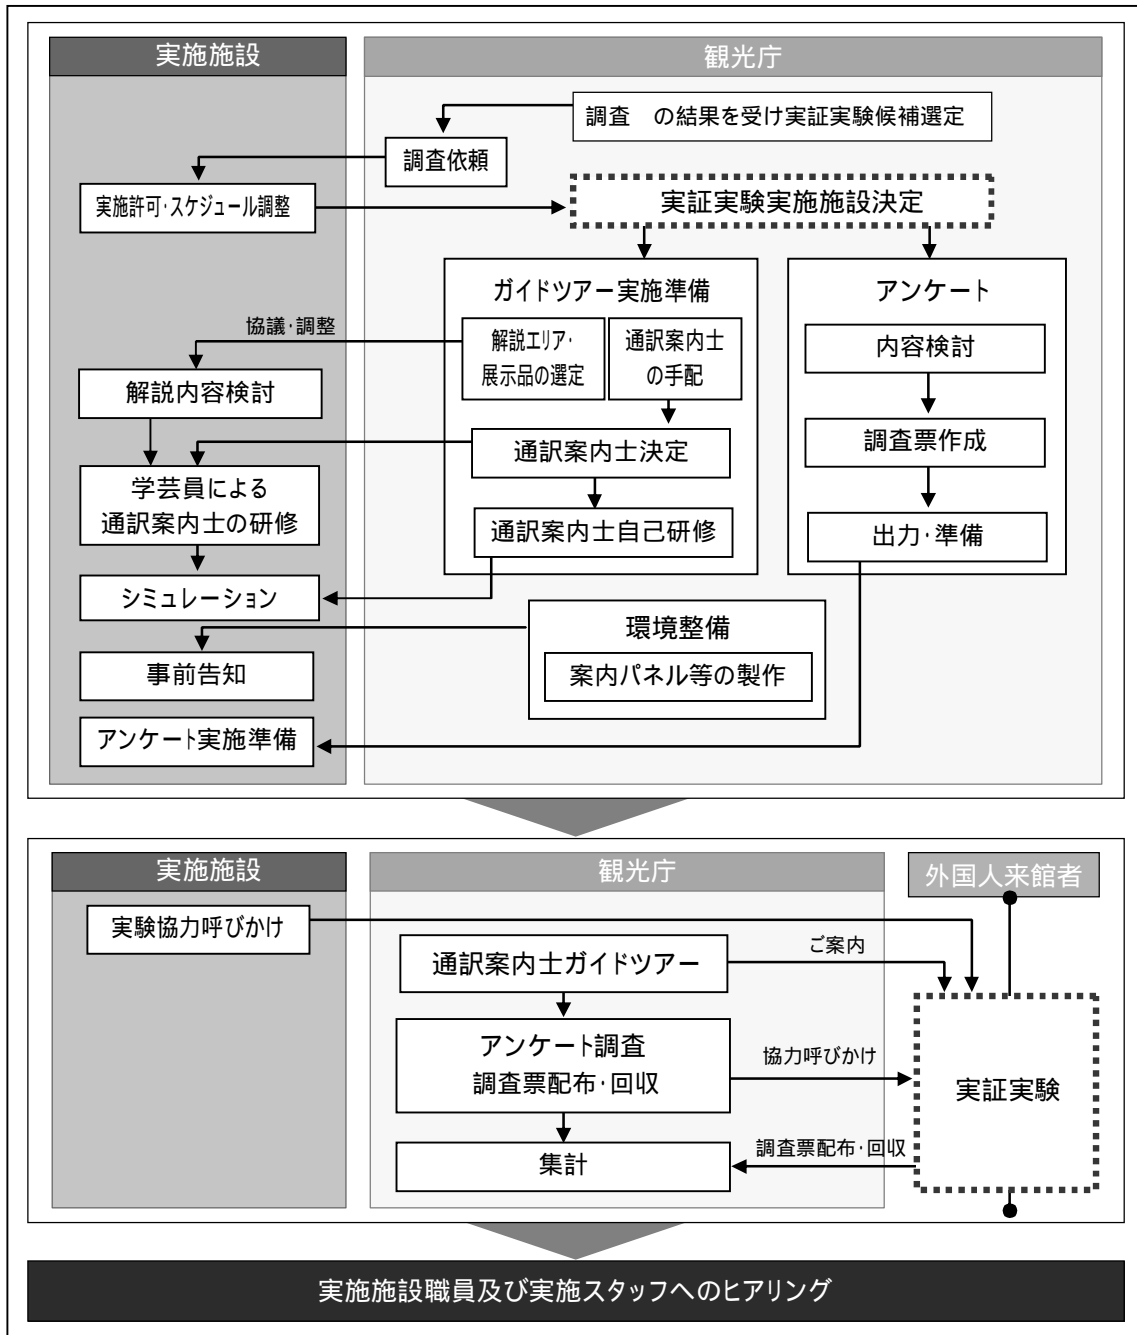 実施施設
観光庁
調査　の結果を受け実証実験候補選定
調査依頼
実施許可・スケジュール調整
実証実験実施施設決定
ガイドツアー実施準備
アンケート
協議・調整
解説エリア・
展示品の選定
通訳案内士
の手配
内容検討
解説内容検討
通訳案内士決定
調査票作成
学芸員による
通訳案内士の研修
通訳案内士自己研修
出力・準備
シミュレーション
環境整備
事前告知
案内パネル等の製作
アンケート実施準備
実施施設
観光庁
外国人来館者
実験協力呼びかけ
ご案内
通訳案内士ガイドツアー
アンケート調査
調査票配布・回収
協力呼びかけ
実証実験
調査票配布・回収
集計
実施施設職員及び実施スタッフへのヒアリング